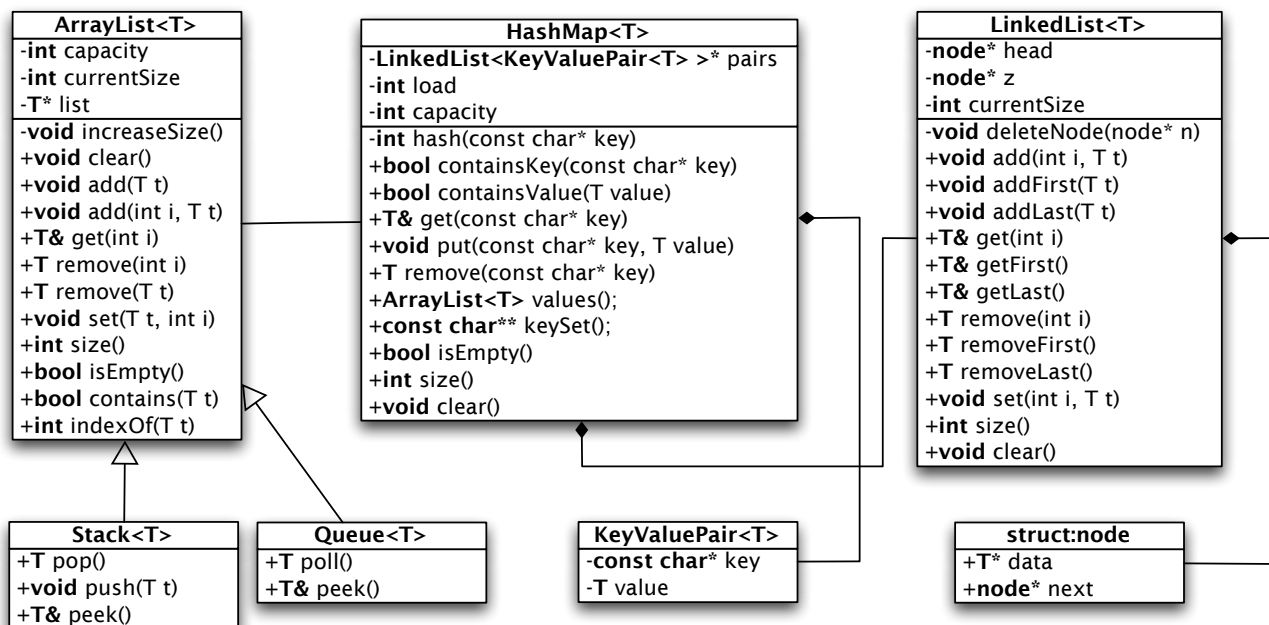 ArrayList<T>
-int capacity
-int currentSize
-T* list
-void increaseSize()
+void clear()
+void add(T t)
+void add(int i, T t)
+T& get(int i)
+T remove(int i)
+T remove(T t)
+void set(T t, int i)
+int size()
+bool isEmpty()
+bool contains(T t)
+int indexOf(T t)
HashMap<T>
-LinkedList<KeyValuePair<T> >* pairs
-int load
-int capacity
-int hash(const char* key)
+bool containsKey(const char* key)
+bool containsValue(T value)
+T& get(const char* key)
+void put(const char* key, T value)
+T remove(const char* key)
+ArrayList<T> values();
+const char** keySet();
+bool isEmpty()
+int size()
+void clear()
LinkedList<T>
-node* head
-node* z
-int currentSize
-void deleteNode(node* n)
+void add(int i, T t)
+void addFirst(T t)
+void addLast(T t)
+T& get(int i)
+T& getFirst()
+T& getLast()
+T remove(int i)
+T removeFirst()
+T removeLast()
+void set(int i, T t)
+int size()
+void clear()
Stack<T>
+T pop()
+void push(T t)
+T& peek()
Queue<T>
+T poll()
+T& peek()
KeyValuePair<T>
-const char* key
-T value
struct:node
+T* data
+node* next